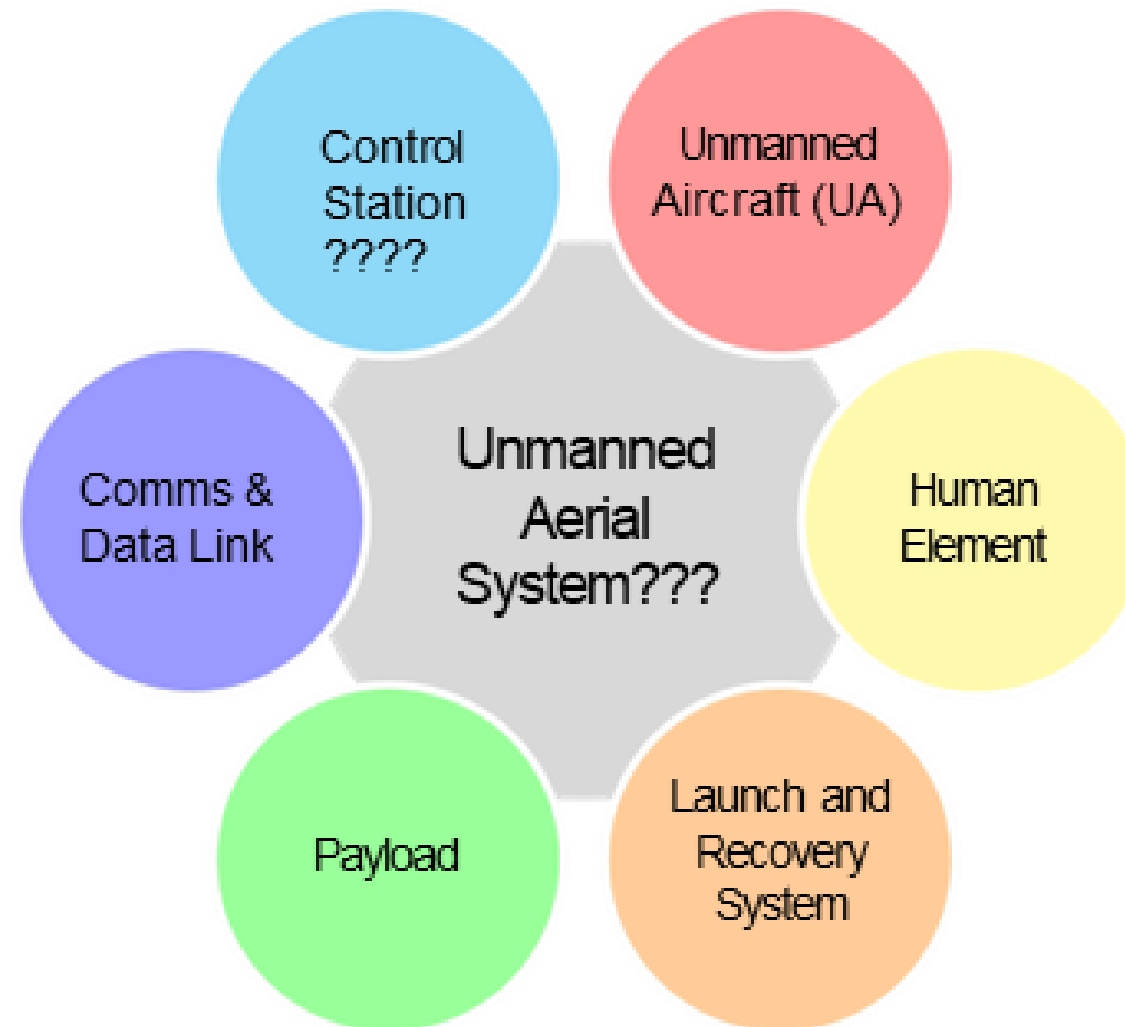 Control
Station
????
Unmanned
Aircraft (UA)
Comms &
Data Link
Unmanned
Aerial
System???
Human
Element
Payload
Launch and
Recovery
System